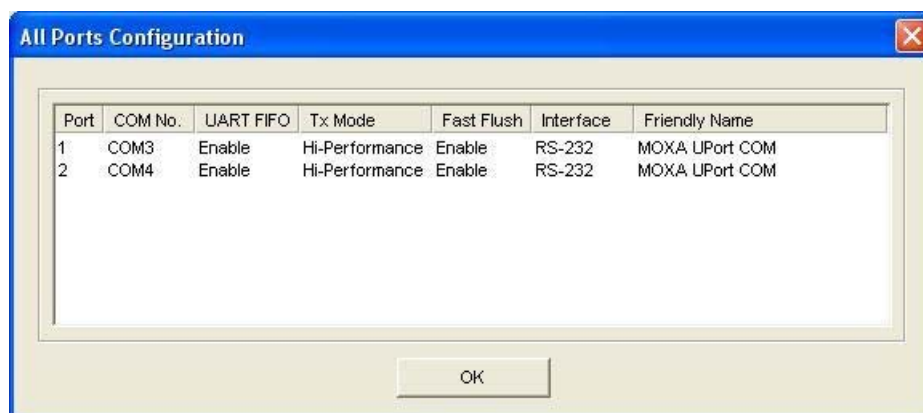 All Ports Configuration
Port COM No. UART FIFO Tx Mode Fast Flush Interface Friendly Name
1 COM3 Enable Hi-Performance Enable RS-232 MOXA UPort COM
2 COM4 Enable Hi-Performance Enable RS-232 MOXA UPort COM
OK